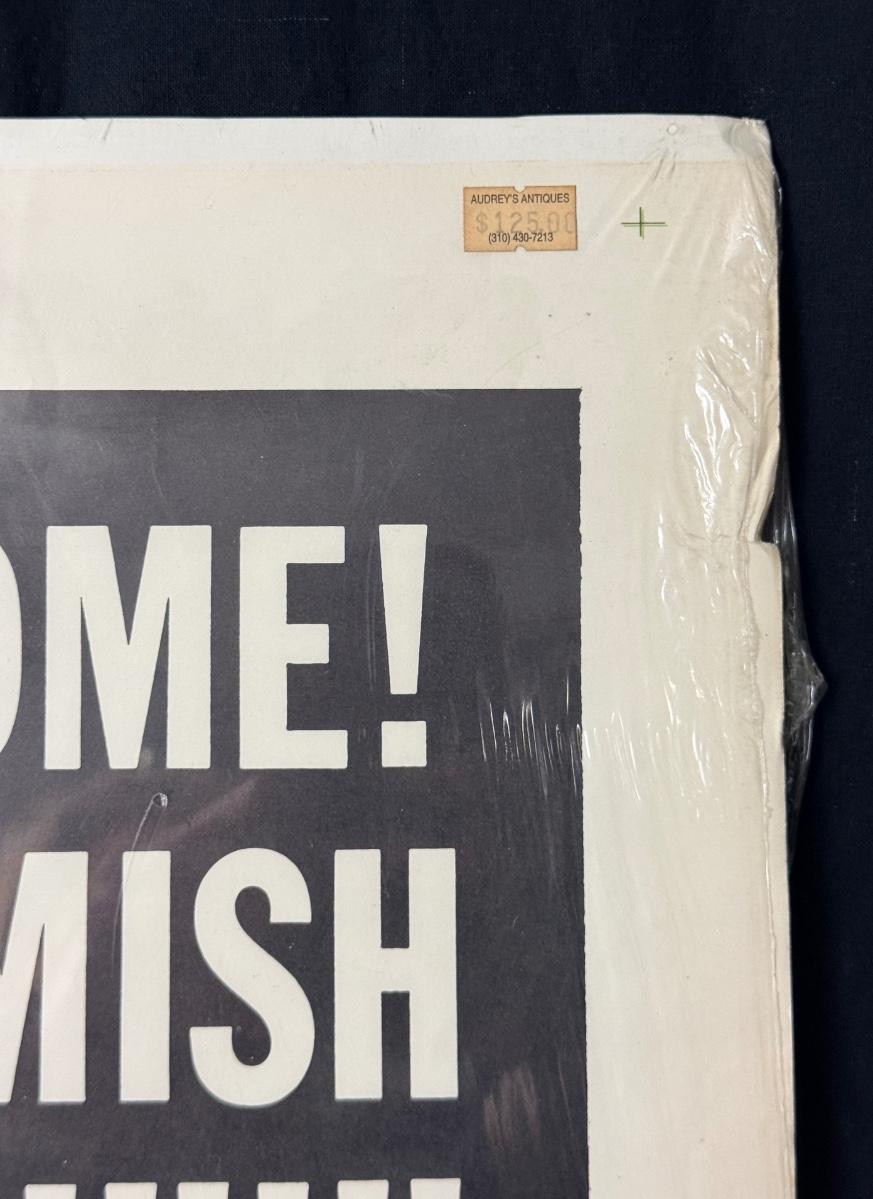 AUDREY'S ANTIQUES
$125.00
(310) 430-7213
OME!
MISH